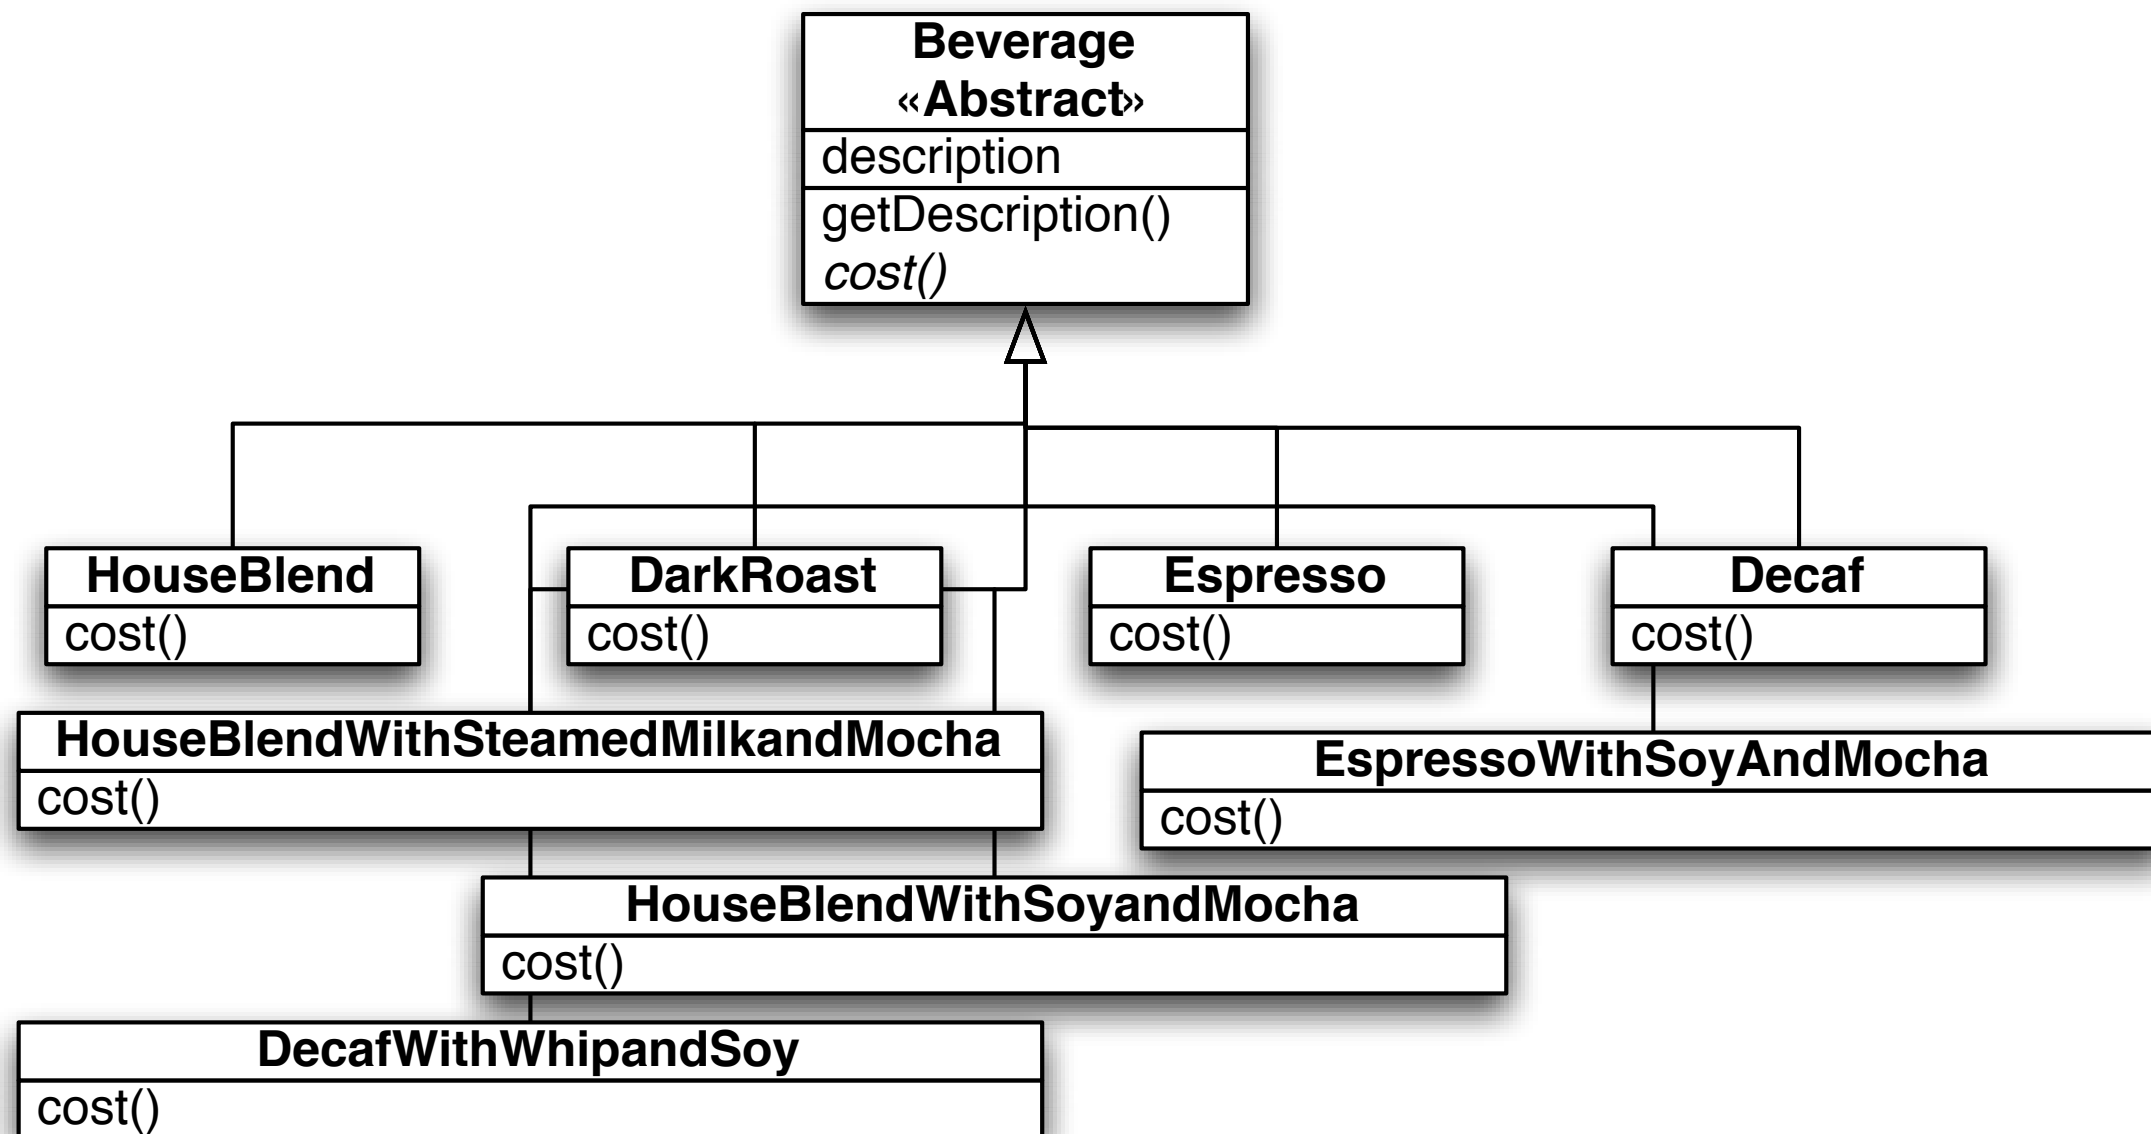 Beverage
«Abstract»
description
getDescription()
cost()
HouseBlend
cost()
DarkRoast
cost()
Espresso
cost()
Decaf
cost()
HouseBlendWithSteamedMilkandMocha
cost()
EspressoWithSoyAndMocha
cost()
HouseBlendWithSoyandMocha
cost()
DecafWithWhipandSoy
cost()